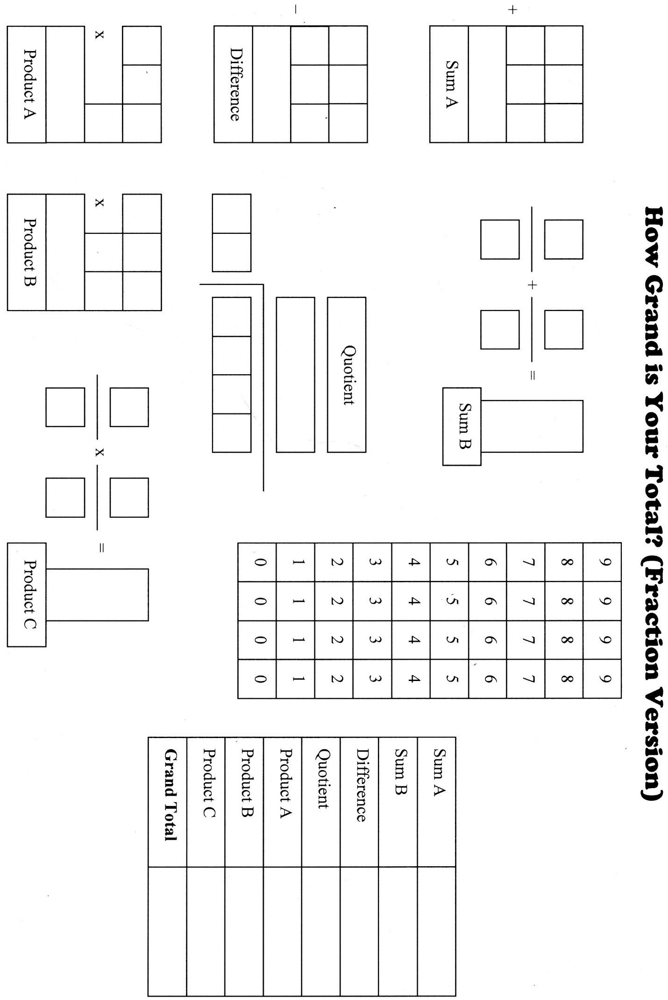 How Grand is Your Total? (Fraction Version)
+
Sum A
+ =
Sum B
9 9 9 9
8 8 8 8
7 7 7 7
6 6 6 6
5 5 5 5
4 4 4 4
3 3 3 3
2 2 2 2
1 1 1 1
0 0 0 0
−
Difference
Quotient
x
Product A
x
Product B
x =
Product C
Sum A
Sum B
Difference
Quotient
Product A
Product B
Product C
Grand Total